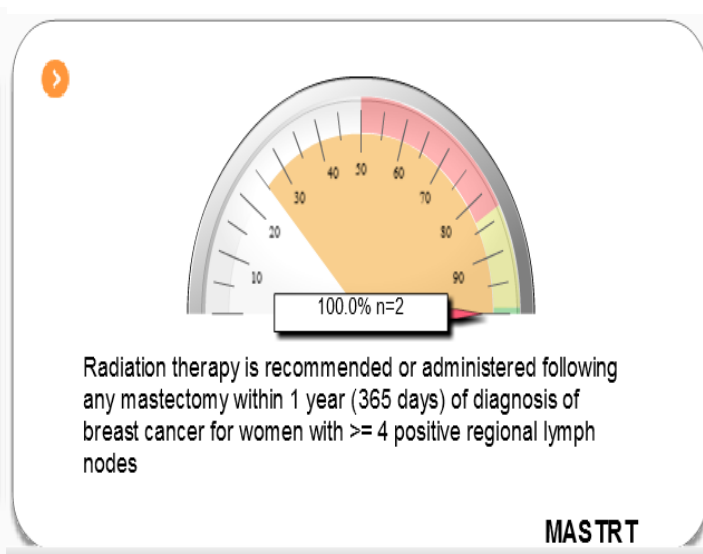 10
20
30
40
50
60
70
80
90
100.0% n=2
Radiation therapy is recommended or administered following
any mastectomy within 1 year (365 days) of diagnosis of
breast cancer for women with >= 4 positive regional lymph
nodes
MASTRT